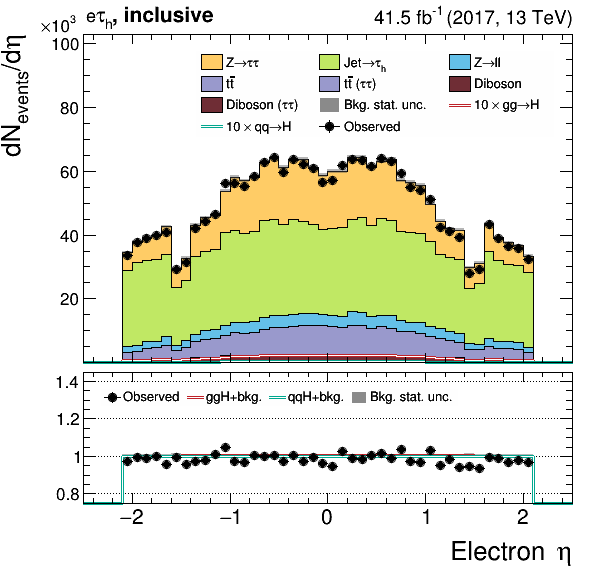 ×10³ eτₕ, inclusive 41.5 fb⁻¹ (2017, 13 TeV)
dN_events/dη
100
80
60
40
20
Z→ττ Jet→τₕ Z→ll
tt̄ tt̄ (ττ) Diboson
Diboson (ττ) Bkg. stat. unc. 10 × gg→H
10 × qq→H Observed
1.4
1.2
1
0.8
Observed ggH+bkg. qqH+bkg. Bkg. stat. unc.
−2 −1 0 1 2
Electron η